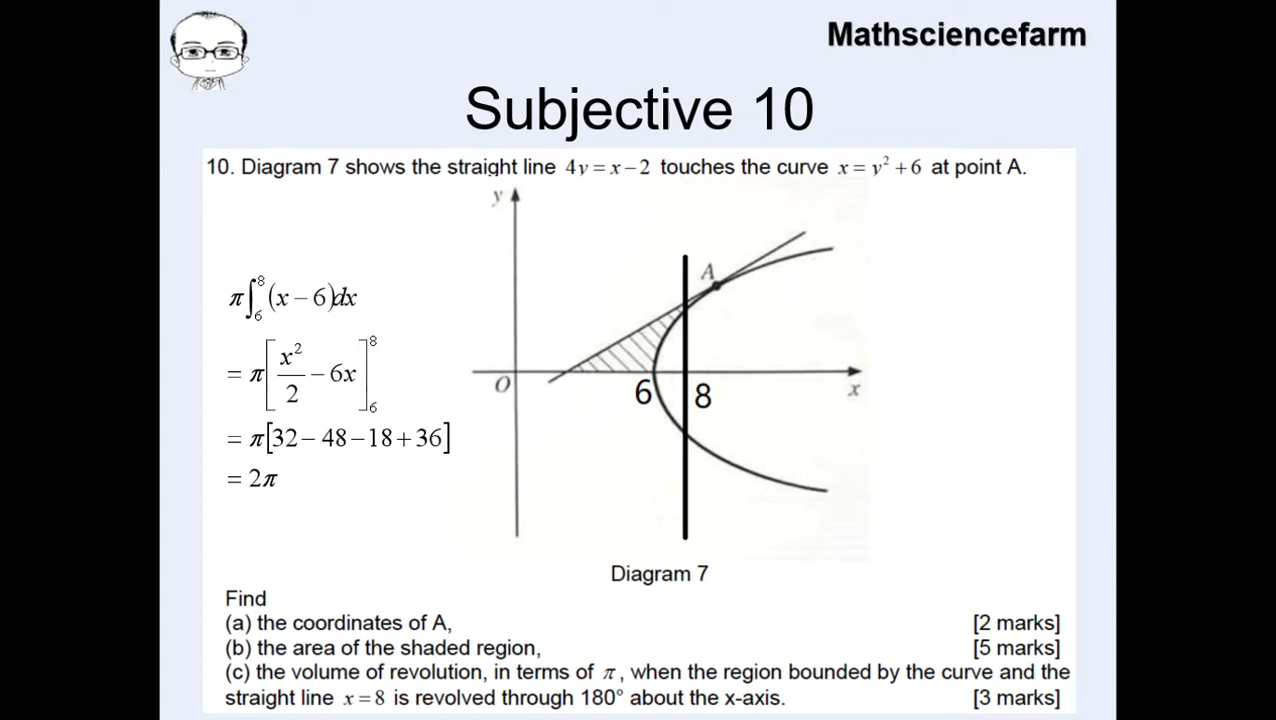 Mathsciencefarm
Subjective 10
10. Diagram 7 shows the straight line 4y = x − 2 touches the curve x = y² + 6 at point A.
y
A
O
6
8
x
π∫₆⁸(x − 6)dx
= π[x²/2 − 6x]₆⁸
= π[32 − 48 − 18 + 36]
= 2π
Diagram 7
Find
(a) the coordinates of A, [2 marks]
(b) the area of the shaded region, [5 marks]
(c) the volume of revolution, in terms of π, when the region bounded by the curve and the
straight line x = 8 is revolved through 180° about the x-axis. [3 marks]